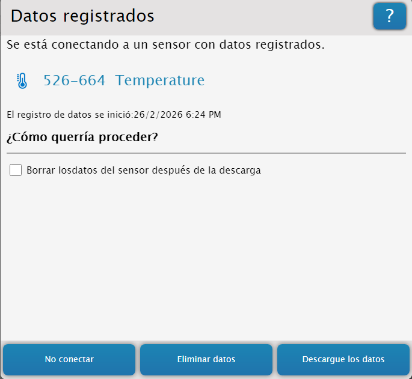 Datos registrados
?
Se está conectando a un sensor con datos registrados.
526-664 Temperature
El registro de datos se inició:26/2/2026 6:24 PM
¿Cómo querría proceder?
Borrar losdatos del sensor después de la descarga
No conectar
Eliminar datos
Descargue los datos